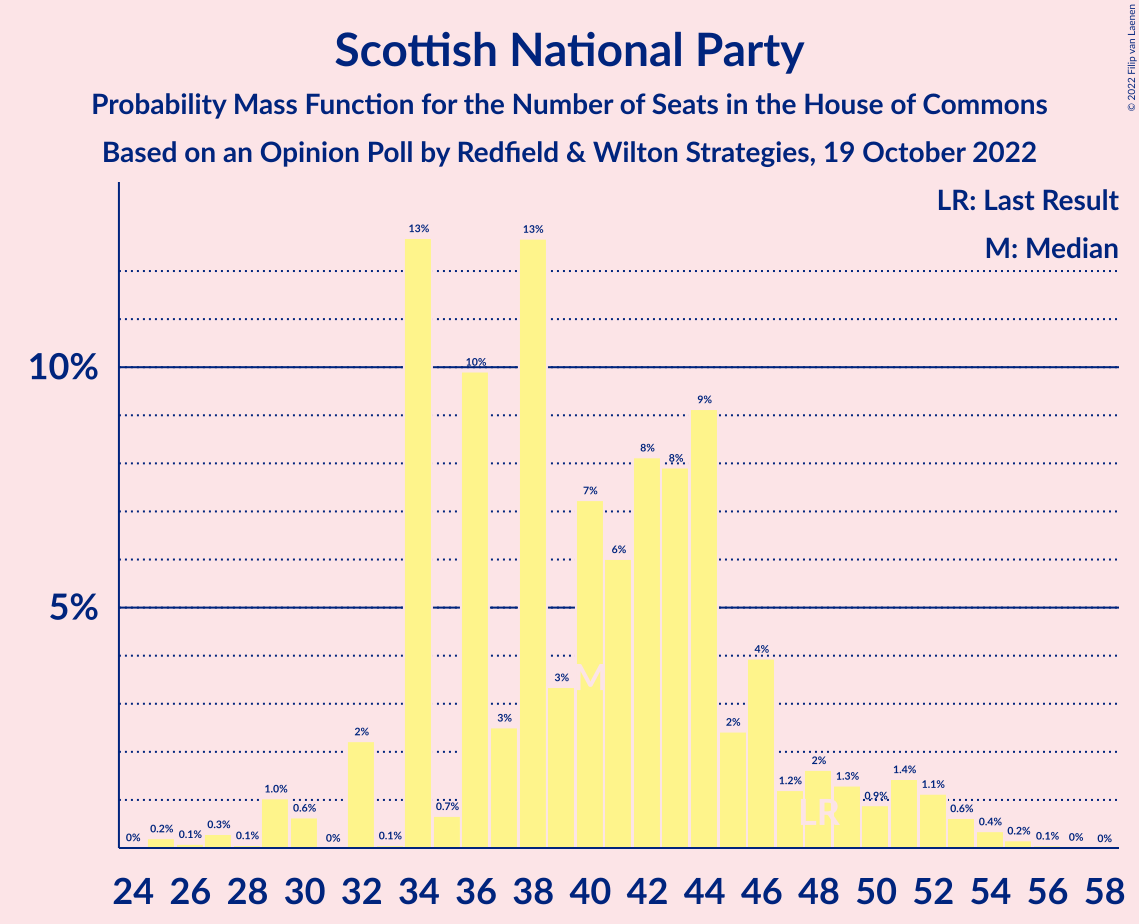 © 2022 Filip van Laenen
Scottish National Party
Probability Mass Function for the Number of Seats in the House of Commons
Based on an Opinion Poll by Redfield & Wilton Strategies, 19 October 2022
LR: Last Result
M: Median
10%
5%
0% 0.2% 0.1% 0.3% 0.1% 1.0% 0.6% 0% 2% 0.1% 13% 0.7% 10% 3% 13% 3% 7% 6% 8% 8% 9% 2% 4% 1.2% 2% 1.3% 0.9% 1.4% 1.1% 0.6% 0.4% 0.2% 0.1% 0% 0%
M
LR
24 26 28 30 32 34 36 38 40 42 44 46 48 50 52 54 56 58